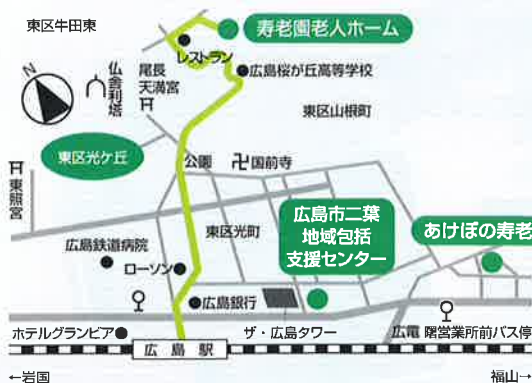 東区牛田東
寿老園老人ホーム
レストラン
広島桜が丘高等学校
N
仏舎利塔
尾長
天満宮
東区山根町
東区光ケ丘
公園
卍国前寺
東照宮
広島市二葉
地域包括
支援センター
東区光町
あけぼの寿老
広島鉄道病院
ローソン
広島銀行
ホテルグランビア
ザ・広島タワー
広電 曙営業所前バス停
広島駅
←岩国
福山→